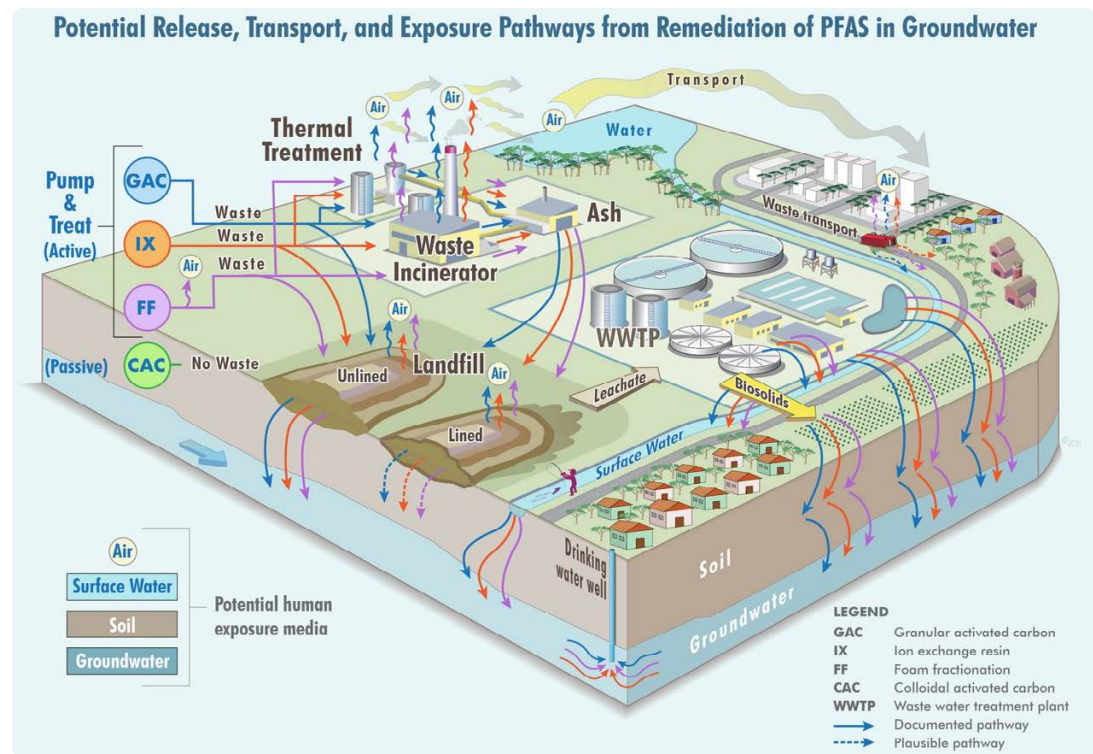 Potential Release, Transport, and Exposure Pathways from Remediation of PFAS in Groundwater
Transport
Air
Air
Air
Air
Thermal
Treatment
Water
Pump
&
Treat
(Active)
GAC
Waste
IX
Waste
Waste
Air
FF
(Passive)
CAC
No Waste
Waste
Incinerator
Ash
Waste transport
Air
WWTP
Air
Unlined
Landfill
Air
Lined
Leachate
Biosolids
Surface Water
Drinking
water well
Soil
Groundwater
Air
Surface Water
Soil
Groundwater
Potential human
exposure media
LEGEND
GAC Granular activated carbon
IX Ion exchange resin
FF Foam fractionation
CAC Colloidal activated carbon
WWTP Waste water treatment plant
Documented pathway
Plausible pathway